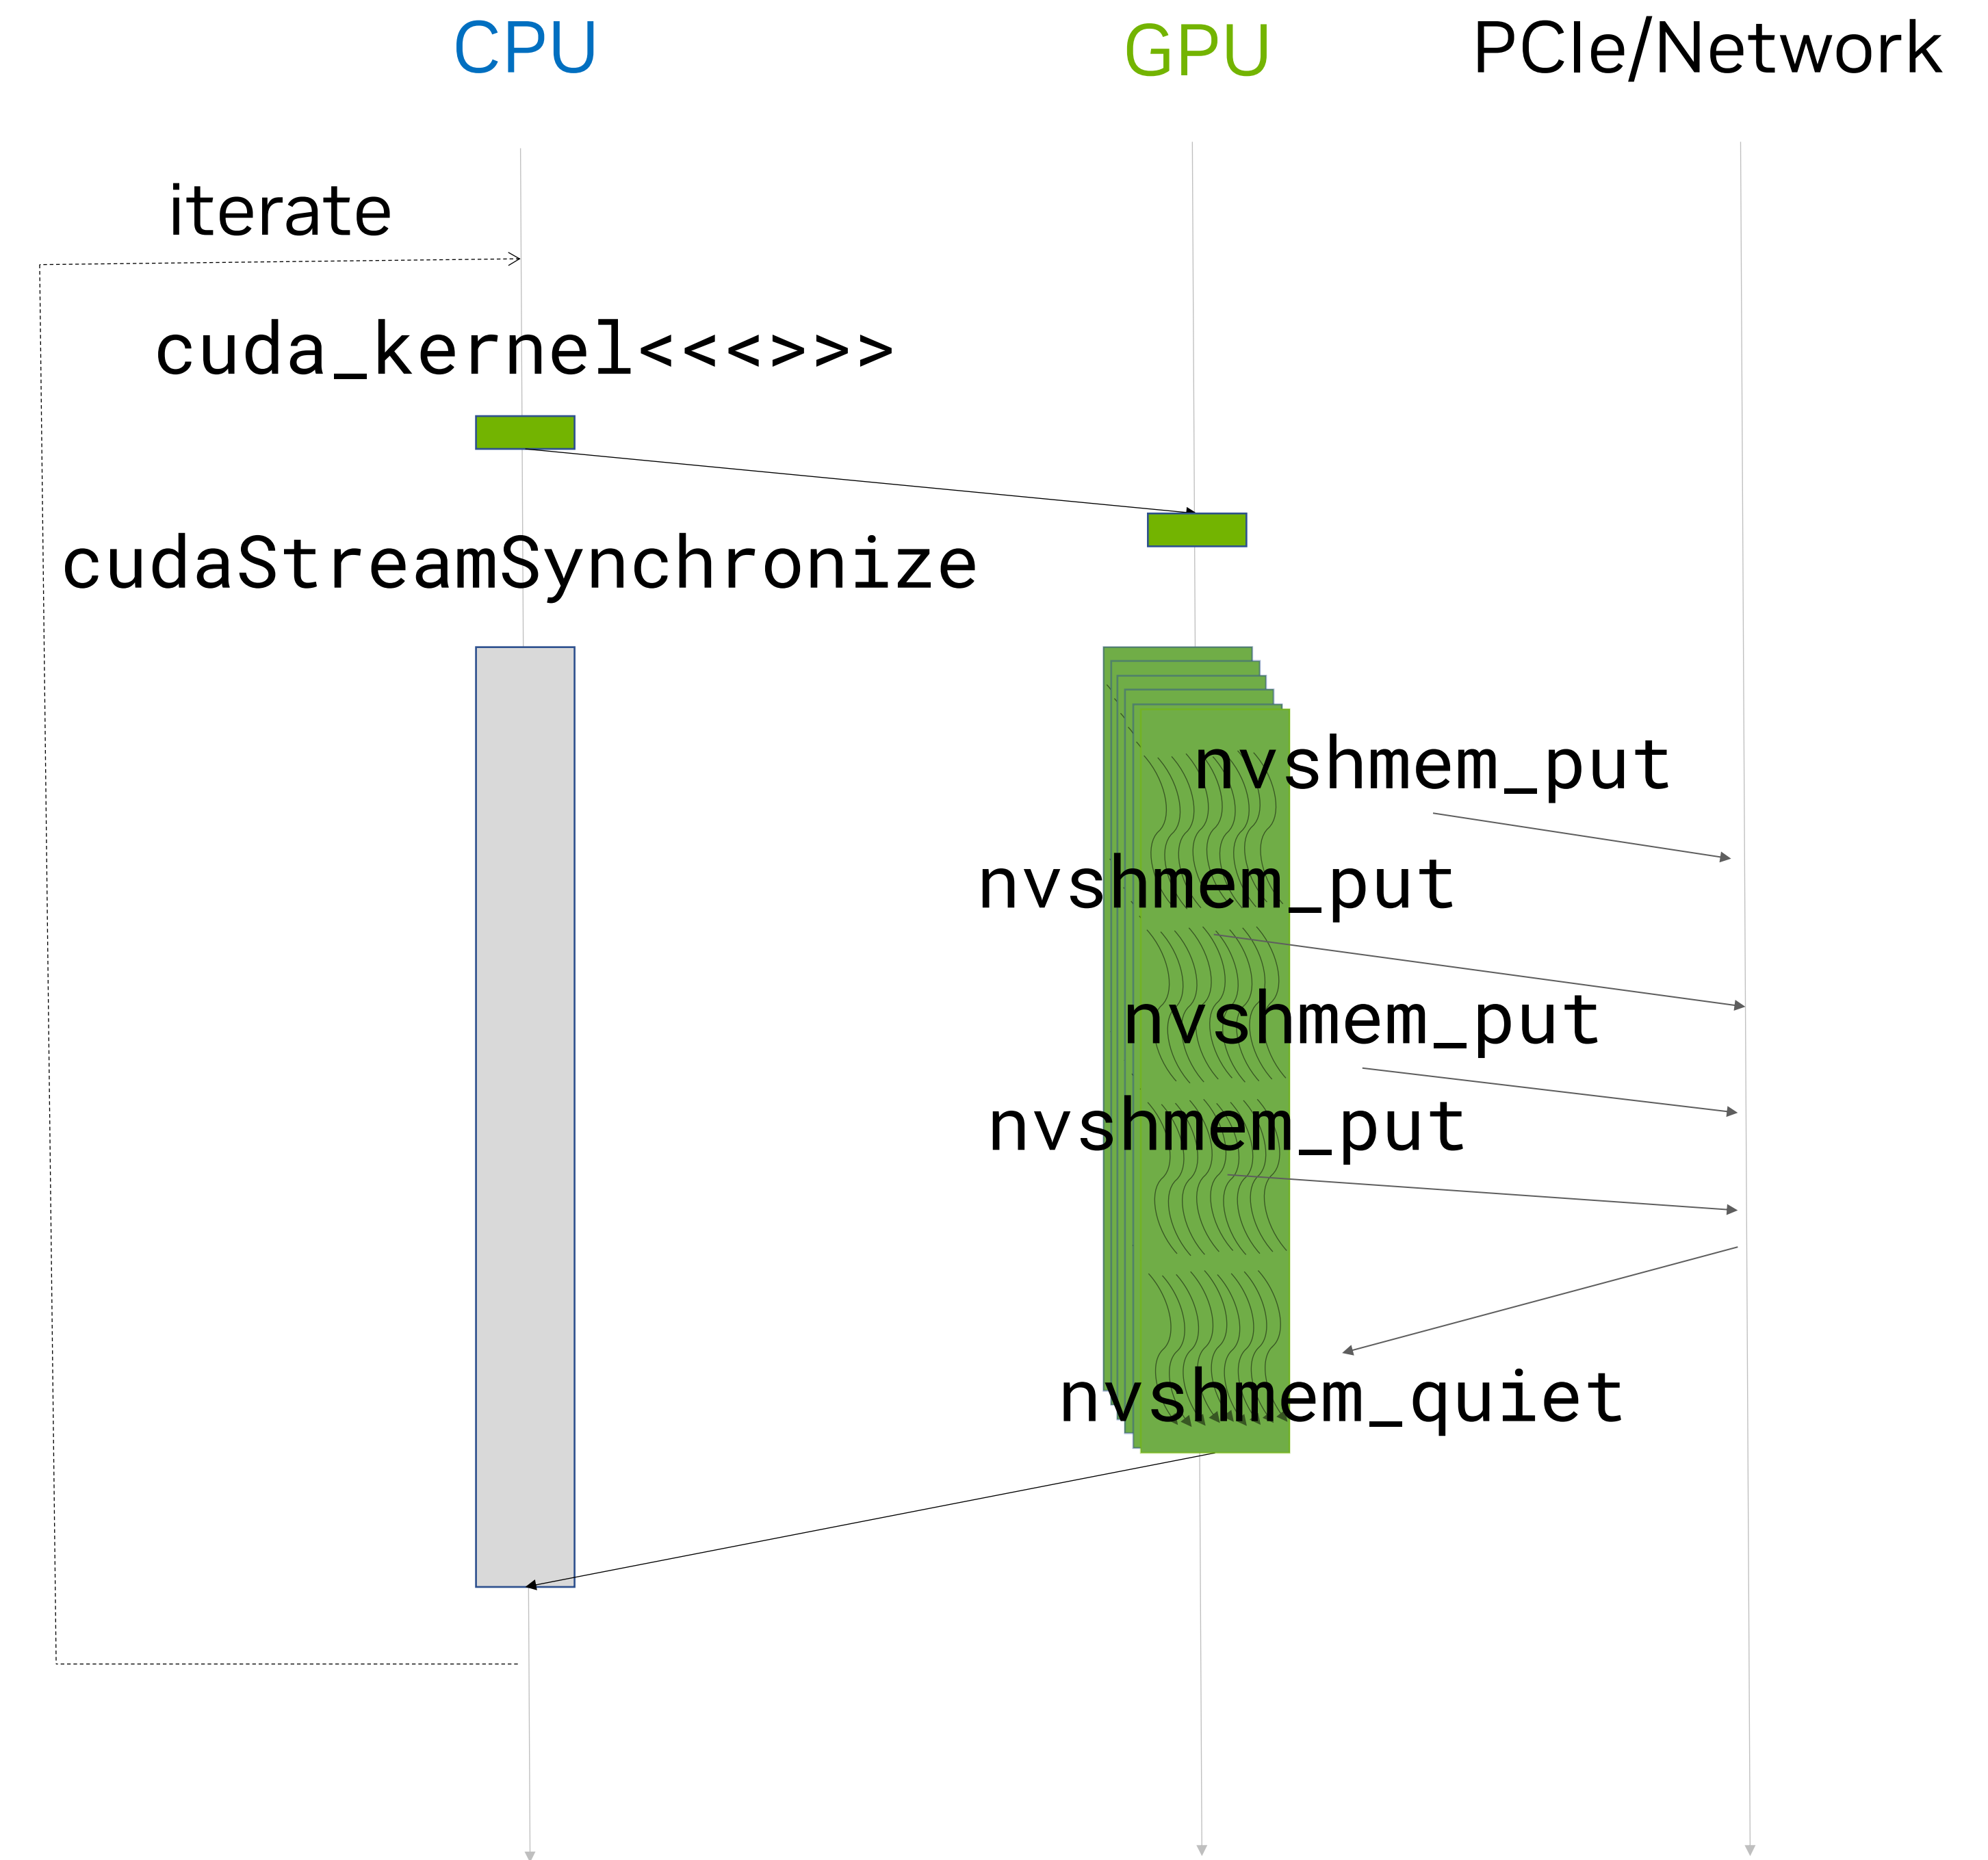 CPU
GPU
PCIe/Network
iterate
cuda_kernel<<<>>>
cudaStreamSynchronize
nvshmem_put
nvshmem_put
nvshmem_put
nvshmem_put
nvshmem_quiet